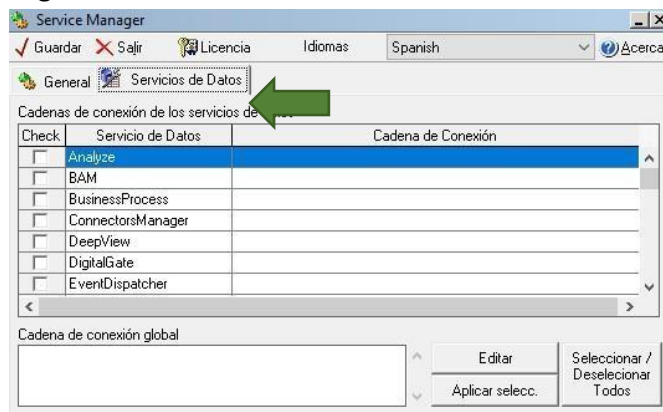 Service Manager
Guardar Salir Licencia Idiomas Spanish Acerca
General Servicios de Datos
Cadenas de conexión de los servicios de
Check Servicio de Datos Cadena de Conexión
Analyze
BAM
BusinessProcess
ConnectorsManager
DeepView
DigitalGate
EventDispatcher
Cadena de conexión global
Editar
Aplicar selecc.
Seleccionar /
Deselecionar
Todos